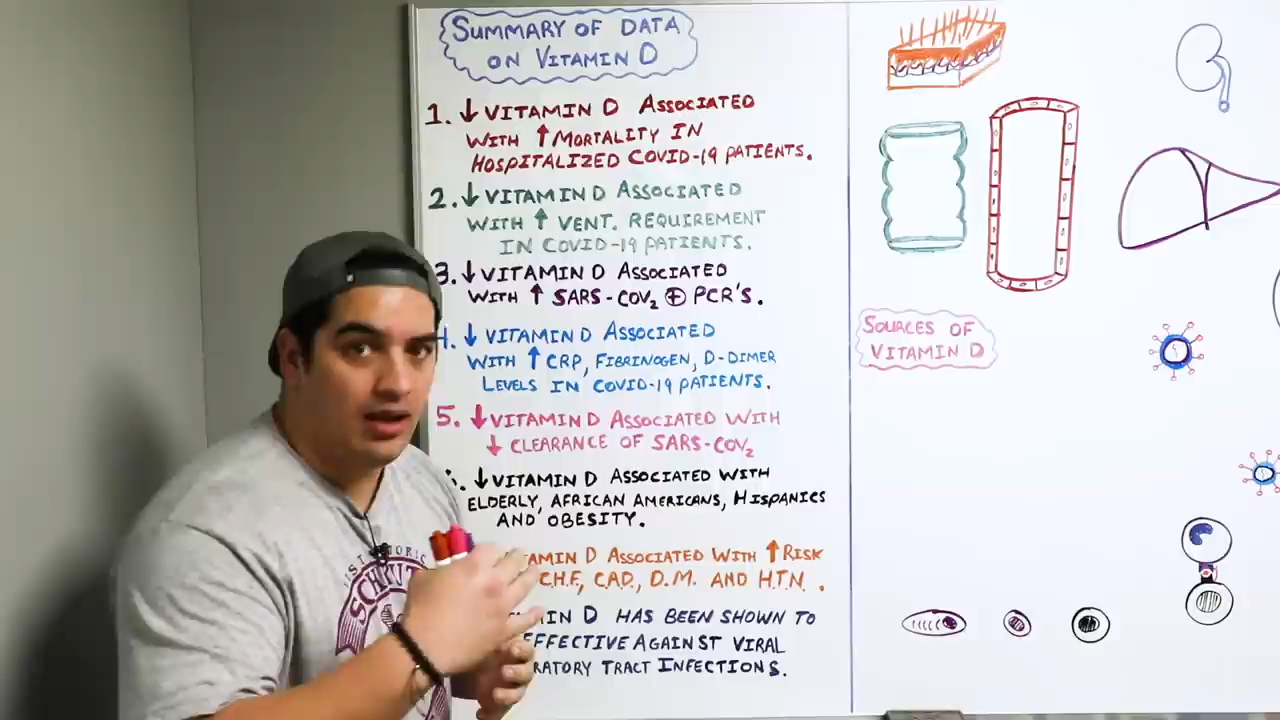 SUMMARY OF DATA
ON VITAMIN D
1. ↓ VITAMIN D ASSOCIATED
WITH ↑ MORTALITY IN
HOSPITALIZED COVID-19 PATIENTS.
2. ↓ VITAMIN D ASSOCIATED
WITH ↑ VENT. REQUIREMENT
IN COVID-19 PATIENTS.
3. ↓ VITAMIN D ASSOCIATED
WITH ↑ SARS-COV₂ ⊕ PCR'S.
4. ↓ VITAMIN D ASSOCIATED
WITH ↑ CRP, FIBRINOGEN, D-DIMER
LEVELS IN COVID-19 PATIENTS.
5. ↓ VITAMIN D ASSOCIATED WITH
↓ CLEARANCE OF SARS-COV₂
↓ VITAMIN D ASSOCIATED WITH
ELDERLY, AFRICAN AMERICANS, HISPANICS
AND OBESITY.
D ASSOCIATED WITH ↑ RISK
C.H.F., C.A.D., D.M. AND H.T.N.
D HAS BEEN SHOWN TO
EFFECTIVE AGAINST VIRAL
TRACT INFECTIONS.
SOURCES OF
VITAMIN D